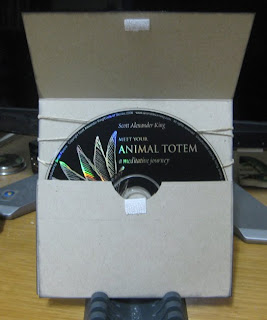 Scott Alexander King
MEET YOUR
ANIMAL TOTEM
a meditative journey